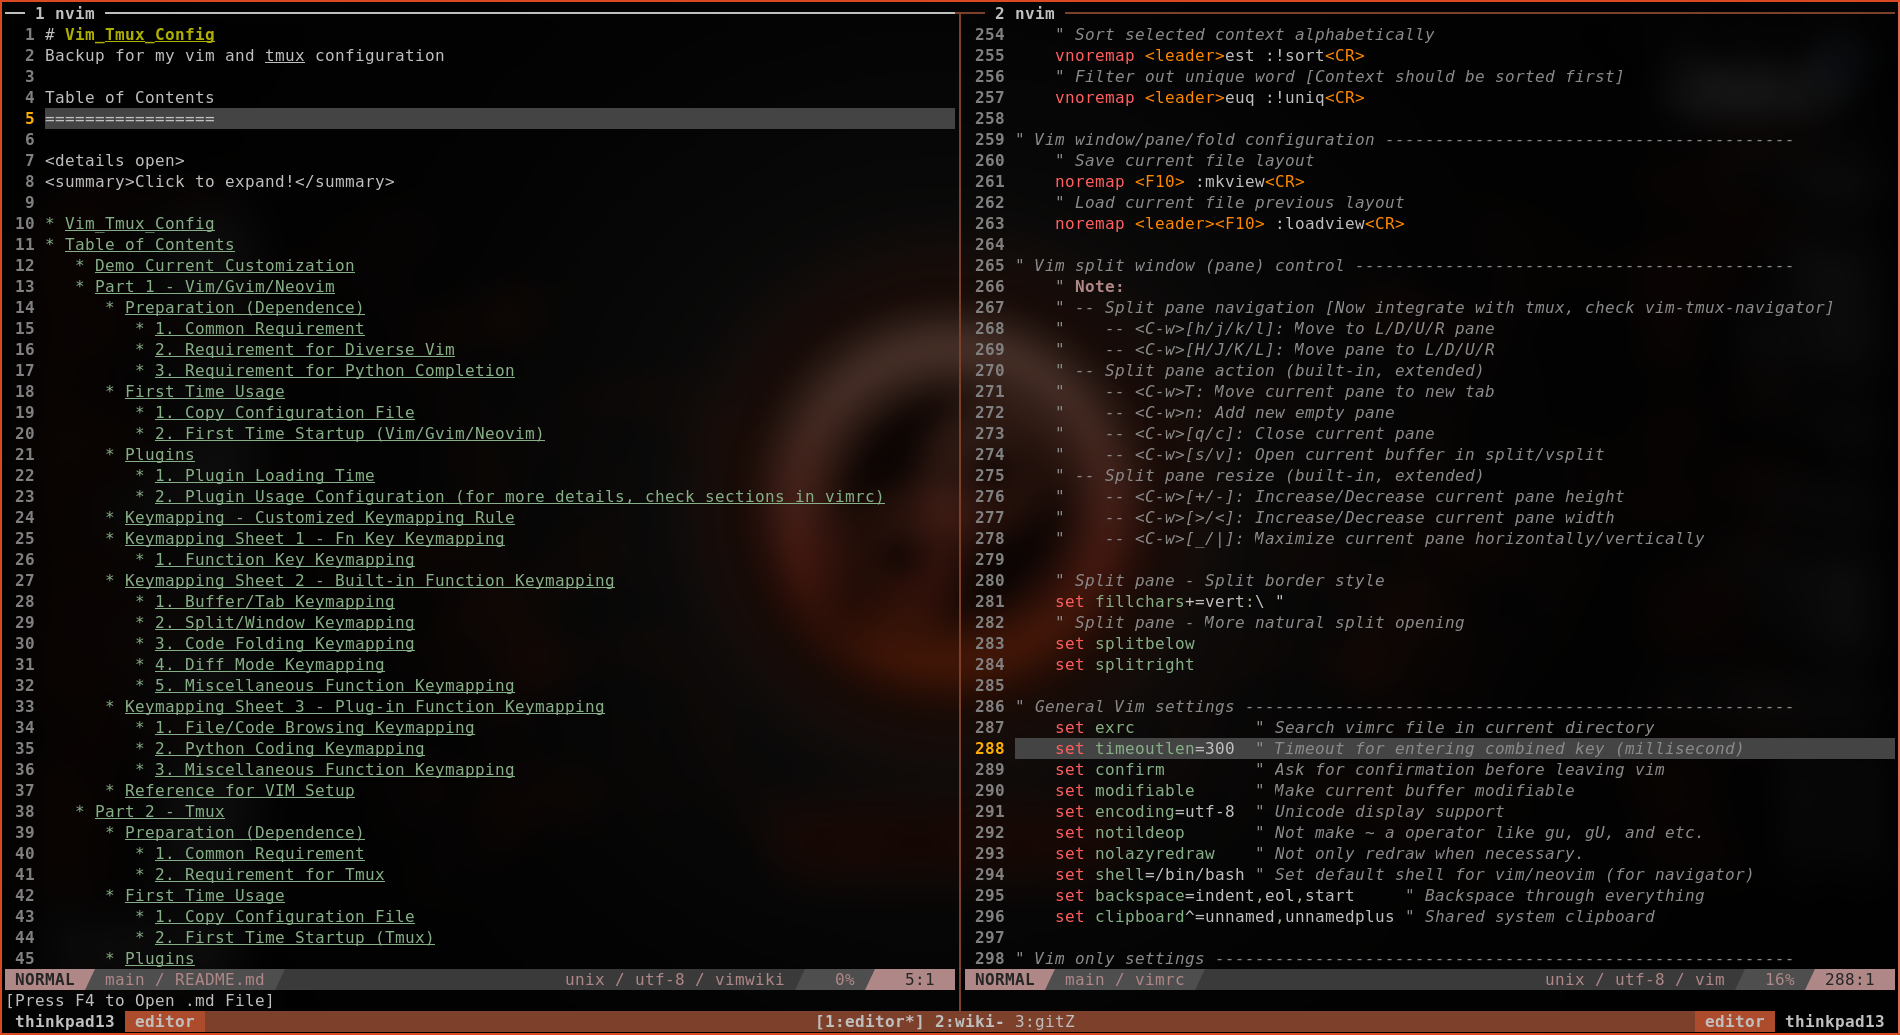 1 nvim
1 # Vim_Tmux_Config
2 Backup for my vim and tmux configuration
3
4 Table of Contents
5 =================
6
7 <details open>
8 <summary>Click to expand!</summary>
9
10 * Vim_Tmux_Config
11 * Table of Contents
12    * Demo Current Customization
13    * Part 1 - Vim/Gvim/Neovim
14       * Preparation (Dependence)
15          * 1. Common Requirement
16          * 2. Requirement for Diverse Vim
17          * 3. Requirement for Python Completion
18       * First Time Usage
19          * 1. Copy Configuration File
20          * 2. First Time Startup (Vim/Gvim/Neovim)
21       * Plugins
22          * 1. Plugin Loading Time
23          * 2. Plugin Usage Configuration (for more details, check sections in vimrc)
24       * Keymapping - Customized Keymapping Rule
25       * Keymapping Sheet 1 - Fn Key Keymapping
26          * 1. Function Key Keymapping
27       * Keymapping Sheet 2 - Built-in Function Keymapping
28          * 1. Buffer/Tab Keymapping
29          * 2. Split/Window Keymapping
30          * 3. Code Folding Keymapping
31          * 4. Diff Mode Keymapping
32          * 5. Miscellaneous Function Keymapping
33       * Keymapping Sheet 3 - Plug-in Function Keymapping
34          * 1. File/Code Browsing Keymapping
35          * 2. Python Coding Keymapping
36          * 3. Miscellaneous Function Keymapping
37       * Reference for VIM Setup
38    * Part 2 - Tmux
39       * Preparation (Dependence)
40          * 1. Common Requirement
41          * 2. Requirement for Tmux
42       * First Time Usage
43          * 1. Copy Configuration File
44          * 2. First Time Startup (Tmux)
45       * Plugins
NORMAL main / README.md unix / utf-8 / vimwiki 0% 5:1
[Press F4 to Open .md File]
2 nvim
254     " Sort selected context alphabetically
255     vnoremap <leader>est :!sort<CR>
256     " Filter out unique word [Context should be sorted first]
257     vnoremap <leader>euq :!uniq<CR>
258
259 " Vim window/pane/fold configuration -----------------------------------------
260     " Save current file layout
261     noremap <F10> :mkview<CR>
262     " Load current file previous layout
263     noremap <leader><F10> :loadview<CR>
264
265 " Vim split window (pane) control --------------------------------------------
266     " Note:
267     " -- Split pane navigation [Now integrate with tmux, check vim-tmux-navigator]
268     "    -- <C-w>[h/j/k/l]: Move to L/D/U/R pane
269     "    -- <C-w>[H/J/K/L]: Move pane to L/D/U/R
270     " -- Split pane action (built-in, extended)
271     "    -- <C-w>T: Move current pane to new tab
272     "    -- <C-w>n: Add new empty pane
273     "    -- <C-w>[q/c]: Close current pane
274     "    -- <C-w>[s/v]: Open current buffer in split/vsplit
275     " -- Split pane resize (built-in, extended)
276     "    -- <C-w>[+/-]: Increase/Decrease current pane height
277     "    -- <C-w>[>/<]: Increase/Decrease current pane width
278     "    -- <C-w>[_/|]: Maximize current pane horizontally/vertically
279
280     " Split pane - Split border style
281     set fillchars+=vert:\ "
282     " Split pane - More natural split opening
283     set splitbelow
284     set splitright
285
286 " General Vim settings -------------------------------------------------------
287     set exrc            " Search vimrc file in current directory
288     set timeoutlen=300  " Timeout for entering combined key (millisecond)
289     set confirm         " Ask for confirmation before leaving vim
290     set modifiable      " Make current buffer modifiable
291     set encoding=utf-8  " Unicode display support
292     set notildeop       " Not make ~ a operator like gu, gU, and etc.
293     set nolazyredraw    " Not only redraw when necessary.
294     set shell=/bin/bash " Set default shell for vim/neovim (for navigator)
295     set backspace=indent,eol,start     " Backspace through everything
296     set clipboard^=unnamed,unnamedplus " Shared system clipboard
297
298 " Vim only settings ----------------------------------------------------------
NORMAL main / vimrc unix / utf-8 / vim 16% 288:1
thinkpad13 editor [1:editor*] 2:wiki- 3:gitZ editor thinkpad13